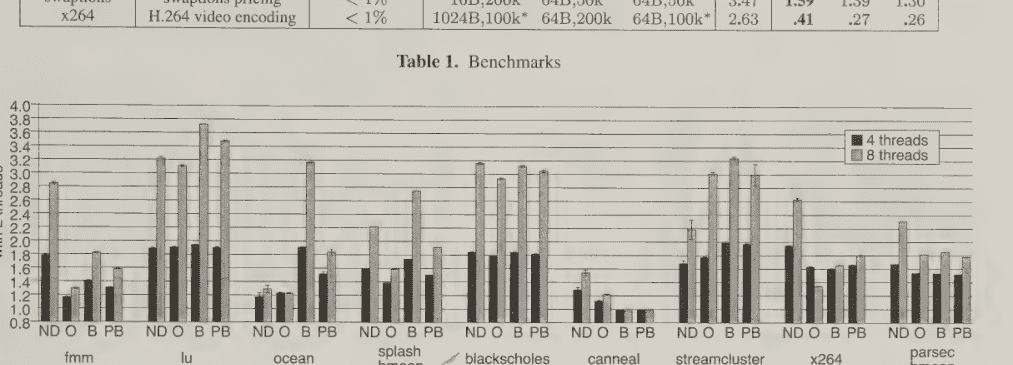 swaptions swaptions pricing < 1% 16B,200k 64B,50k 64B,50k 3.47 1.59 1.39 1.30
x264 H.264 video encoding < 1% 1024B,100k* 64B,200k 64B,100k* 2.63 .41 .27 .26
Table 1. Benchmarks
4.0
3.8
3.6
3.4
3.2
3.0
2.8
2.6
2.4
2.2
2.0
1.8
1.6
1.4
1.2
1.0
0.8
4 threads
8 threads
ND O B PB ND O B PB ND O B PB ND O B PB ND O B PB ND O B PB ND O B PB ND O B PB ND O B PB
fmm lu ocean splash blackscholes canneal streamcluster x264 parsec
hmean hmean